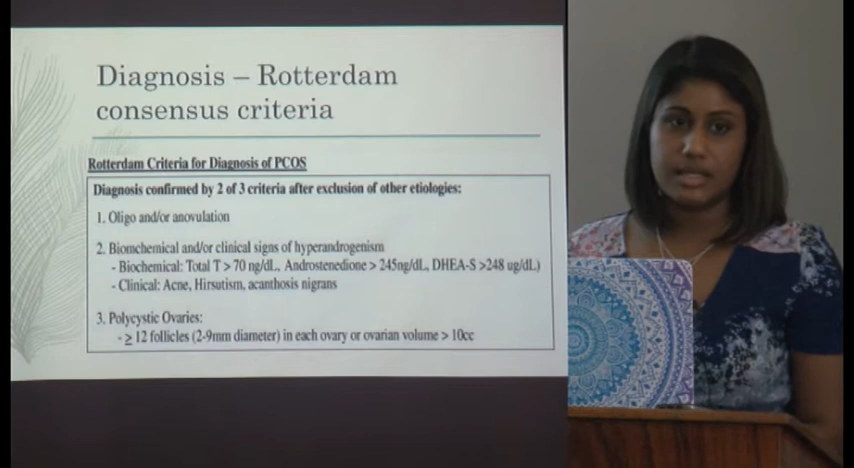 Diagnosis – Rotterdam
consensus criteria
Rotterdam Criteria for Diagnosis of PCOS
Diagnosis confirmed by 2 of 3 criteria after exclusion of other etiologies:
1. Oligo and/or anovulation
2. Biomchemical and/or clinical signs of hyperandrogenism
- Biochemical: Total T > 70 ng/dL, Androstenedione > 245ng/dL, DHEA-S >248 ug/dL)
- Clinical: Acne, Hirsutism, acanthosis nigrans
3. Polycystic Ovaries:
- ≥ 12 follicles (2-9mm diameter) in each ovary or ovarian volume > 10cc